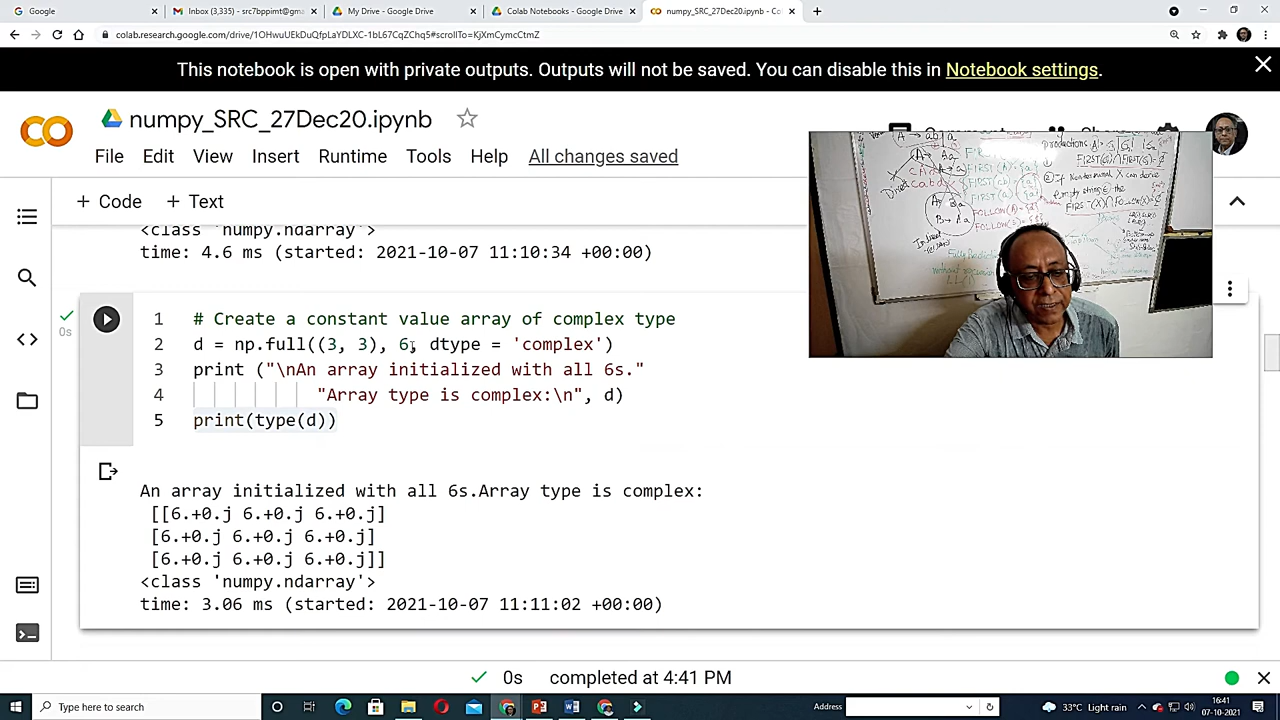 Google
Inbox (3,335) - src7bppimt@gma
My Drive - Google Drive
Colab Notebooks - Google Drive
numpy_SRC_27Dec20.ipynb - Co
colab.research.google.com/drive/1OHwuUEkDuQfpLaYDLXC-1bL67CqZChq5#scrollTo=KjXmCymcCtmZ
This notebook is open with private outputs. Outputs will not be saved. You can disable this in Notebook settings.
numpy_SRC_27Dec20.ipynb
File Edit View Insert Runtime Tools Help All changes saved
+ Code + Text
<class 'numpy.ndarray'>
time: 4.6 ms (started: 2021-10-07 11:10:34 +00:00)
0s
1 # Create a constant value array of complex type
2 d = np.full((3, 3), 6, dtype = 'complex')
3 print ("\nAn array initialized with all 6s."
4 "Array type is complex:\n", d)
5 print(type(d))
An array initialized with all 6s.Array type is complex:
[[6.+0.j 6.+0.j 6.+0.j]
[6.+0.j 6.+0.j 6.+0.j]
[6.+0.j 6.+0.j 6.+0.j]]
<class 'numpy.ndarray'>
time: 3.06 ms (started: 2021-10-07 11:11:02 +00:00)
0s completed at 4:41 PM
Type here to search
Address
33°C Light rain
16:41
07-10-2021